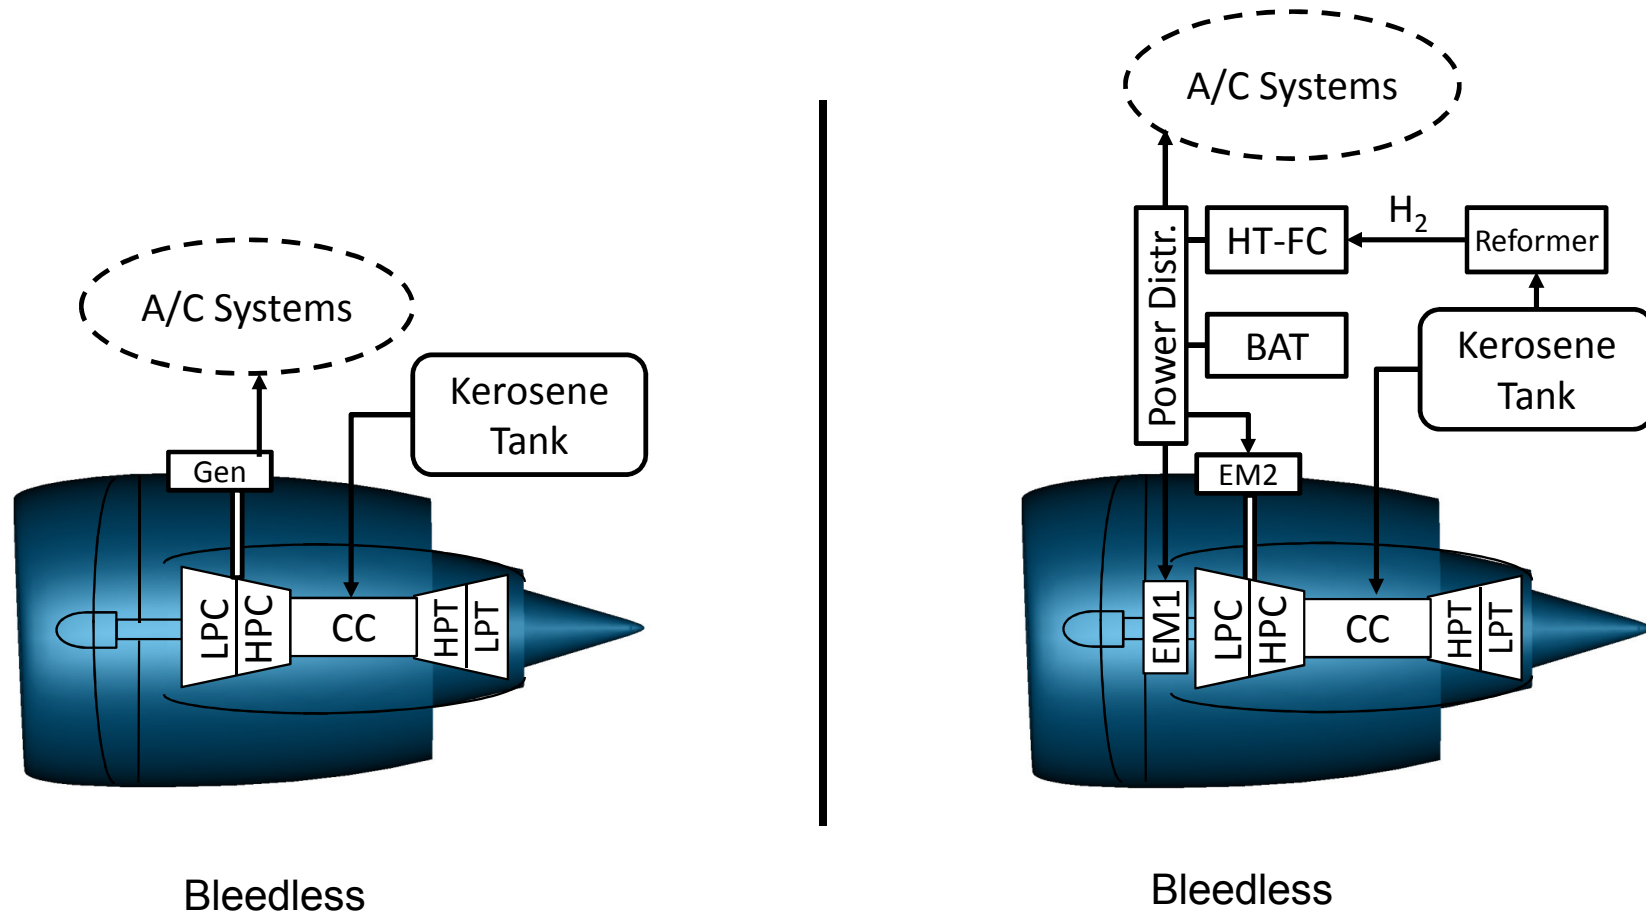 A/C Systems
Kerosene
Tank
Gen
LPC
HPC
CC
HPT
LPT
Bleedless
A/C Systems
Power Distr.
HT-FC
H₂
Reformer
BAT
Kerosene
Tank
EM2
EM1
LPC
HPC
CC
HPT
LPT
Bleedless